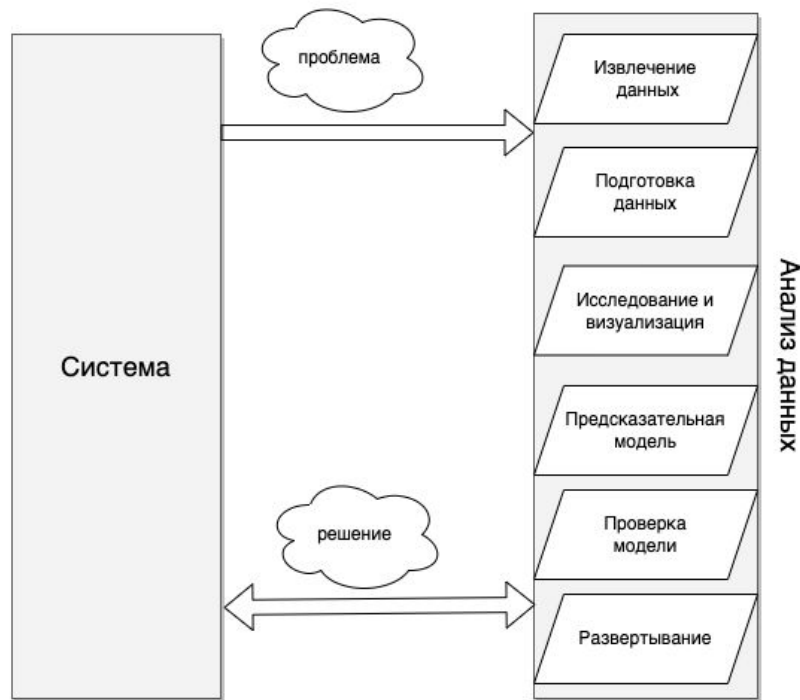 проблема
Извлечение
данных
Подготовка
данных
Исследование и
визуализация
Система
Предсказательная
модель
решение
Проверка
модели
Развертывание
Анализ данных